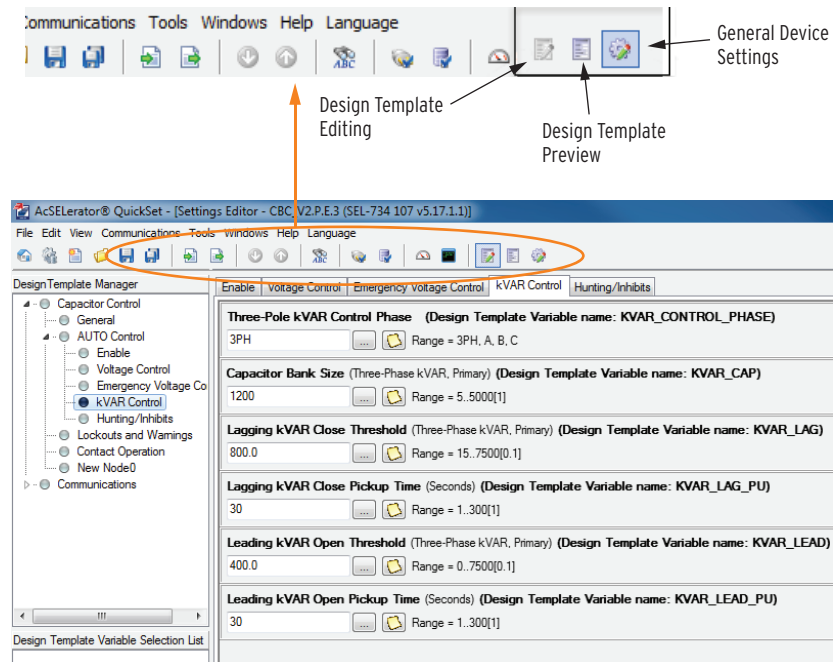 Communications Tools Windows Help Language
ABC
General Device
Settings
Design Template
Editing
Design Template
Preview
AcSELerator® QuickSet - [Settings Editor - CBC_V2.P.E.3 (SEL-734 107 v5.17.1.1)]
File Edit View Communications Tools Windows Help Language
DesignTemplate Manager
Enable Voltage Control Emergency Voltage Control kVAR Control Hunting/Inhibits
Capacitor Control
General
AUTO Control
Enable
Voltage Control
Emergency Voltage Co
kVAR Control
Hunting/Inhibits
Lockouts and Warnings
Contact Operation
New Node0
Communications
Design Template Variable Selection List
Three-Pole kVAR Control Phase (Design Template Variable name: KVAR_CONTROL_PHASE)
3PH ... Range = 3PH, A, B, C
Capacitor Bank Size (Three-Phase kVAR, Primary) (Design Template Variable name: KVAR_CAP)
1200 ... Range = 5..5000[1]
Lagging kVAR Close Threshold (Three-Phase kVAR, Primary) (Design Template Variable name: KVAR_LAG)
800.0 ... Range = 15..7500[0.1]
Lagging kVAR Close Pickup Time (Seconds) (Design Template Variable name: KVAR_LAG_PU)
30 ... Range = 1..300[1]
Leading kVAR Open Threshold (Three-Phase kVAR, Primary) (Design Template Variable name: KVAR_LEAD)
400.0 ... Range = 0..7500[0.1]
Leading kVAR Open Pickup Time (Seconds) (Design Template Variable name: KVAR_LEAD_PU)
30 ... Range = 1..300[1]